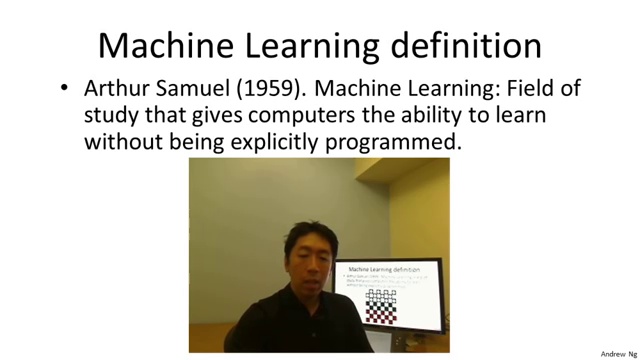 Machine Learning definition
• Arthur Samuel (1959). Machine Learning: Field of
study that gives computers the ability to learn
without being explicitly programmed.
Machine Learning definition
Andrew Ng